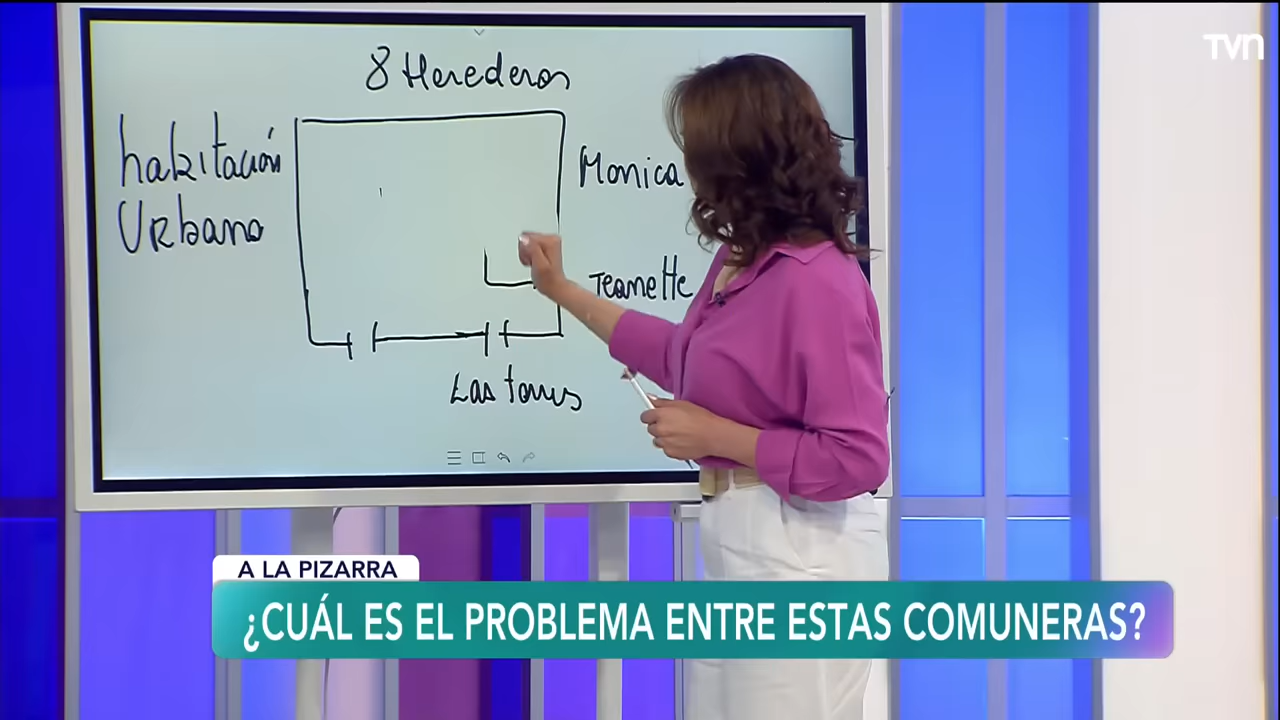 TVN
8 Herederos
habitación
Urbano
Monica
Jeanette
Las torres
A LA PIZARRA
¿CUÁL ES EL PROBLEMA ENTRE ESTAS COMUNERAS?